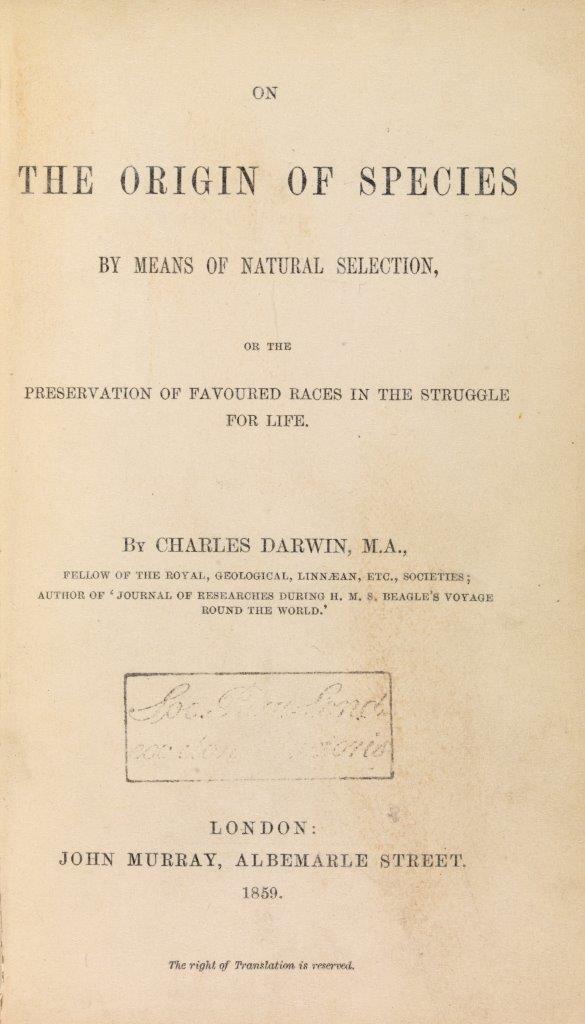 ON
THE ORIGIN OF SPECIES
BY MEANS OF NATURAL SELECTION,
OR THE
PRESERVATION OF FAVOURED RACES IN THE STRUGGLE
FOR LIFE.
BY CHARLES DARWIN, M.A.,
FELLOW OF THE ROYAL, GEOLOGICAL, LINNÆAN, ETC., SOCIETIES;
AUTHOR OF ‘JOURNAL OF RESEARCHES DURING H. M. S. BEAGLE'S VOYAGE
ROUND THE WORLD.’
Soc.
LONDON:
JOHN MURRAY, ALBEMARLE STREET.
1859.
The right of Translation is reserved.